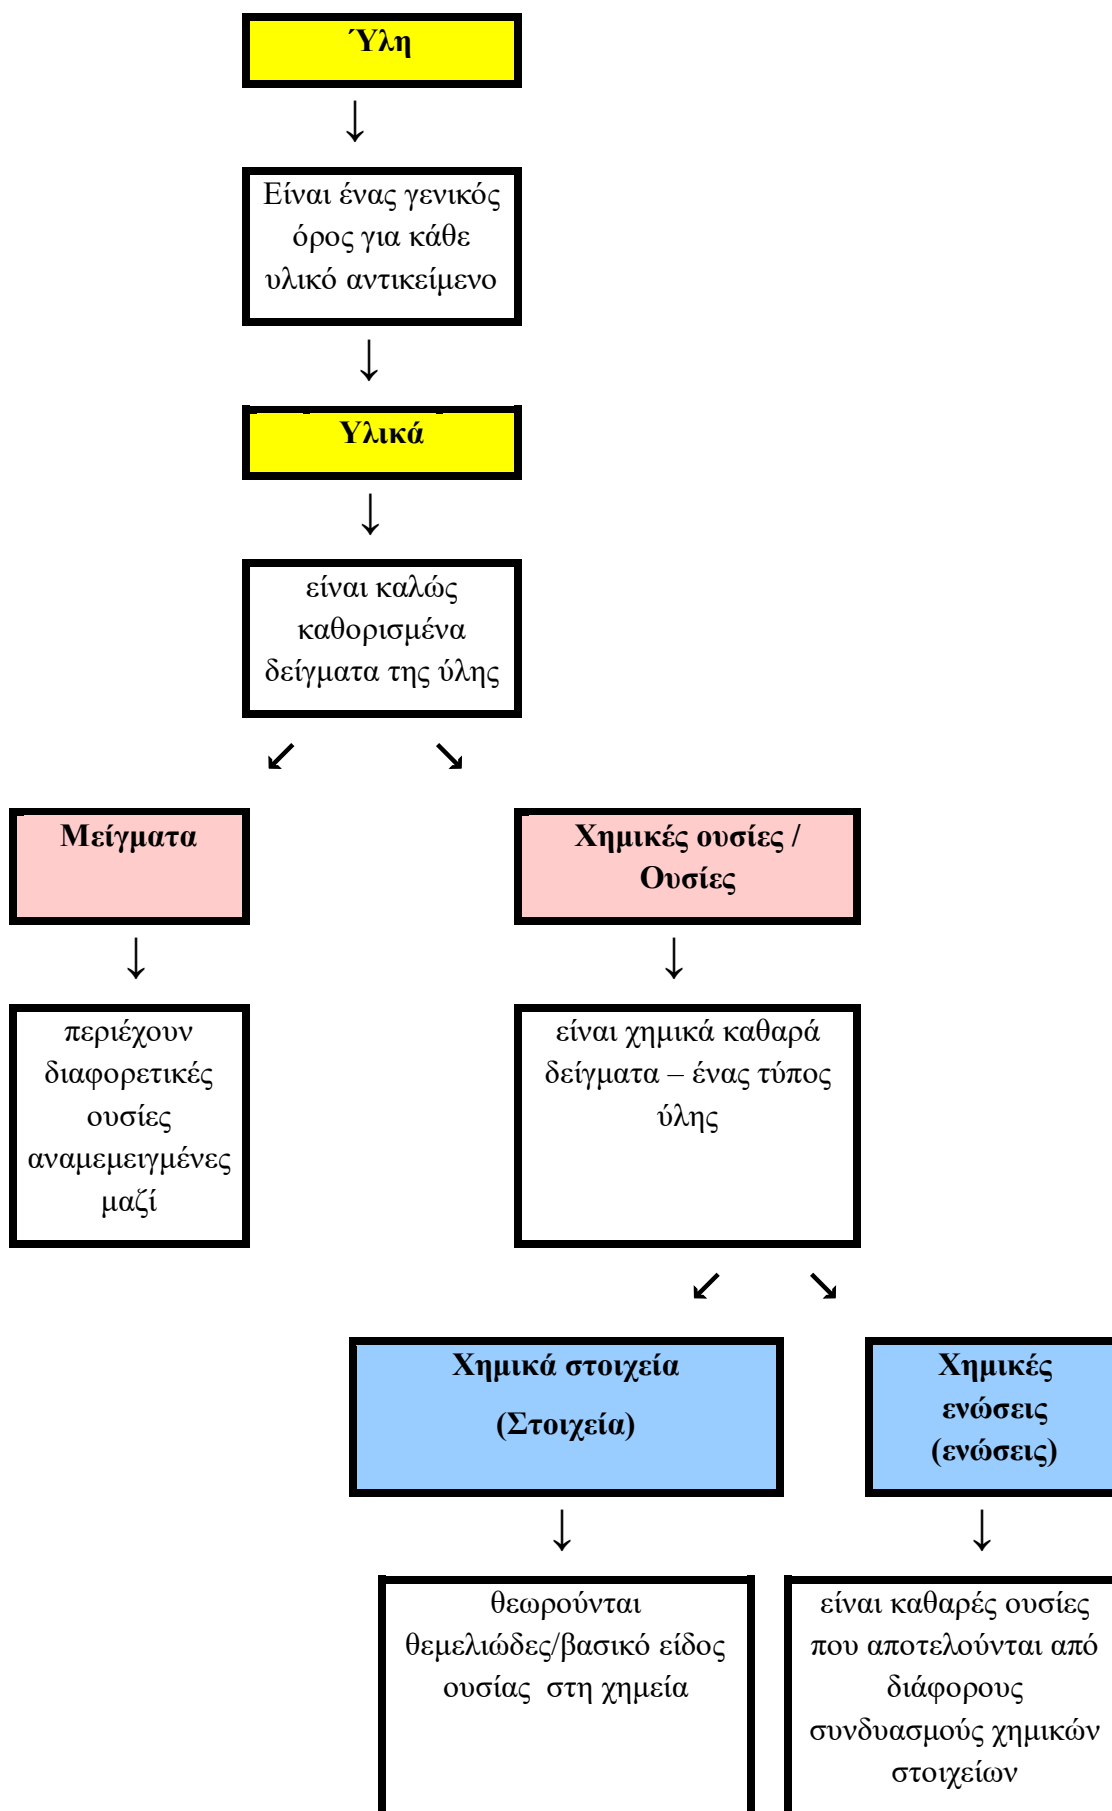 Ύλη
↓
Είναι ένας γενικός
όρος για κάθε
υλικό αντικείμενο
↓
Υλικά
↓
είναι καλώς
καθορισμένα
δείγματα της ύλης
↙ ↘
Μείγματα
Χημικές ουσίες /
Ουσίες
↓
↓
περιέχουν
διαφορετικές
ουσίες
αναμεμειγμένες
μαζί
είναι χημικά καθαρά
δείγματα – ένας τύπος
ύλης
↙ ↘
Χημικά στοιχεία
(Στοιχεία)
Χημικές
ενώσεις
(ενώσεις)
↓
↓
θεωρούνται
θεμελιώδες/βασικό είδος
ουσίας στη χημεία
είναι καθαρές ουσίες
που αποτελούνται από
διάφορους
συνδυασμούς χημικών
στοιχείων